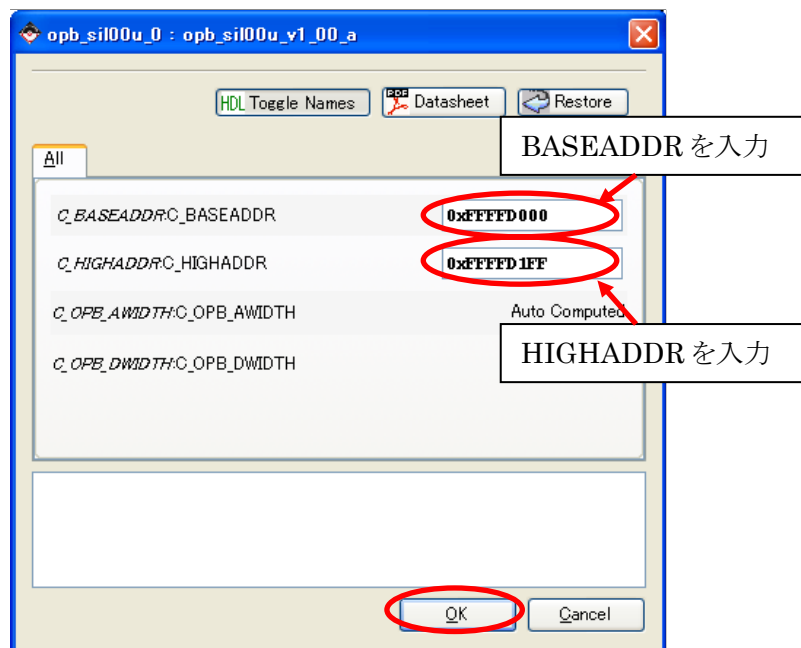 opb_sil00u_0 : opb_sil00u_v1_00_a
HDL Toggle Names PDF Datasheet Restore
BASEADDRを入力
All
C_BASEADDR:C_BASEADDR 0xFFFFD000
C_HIGHADDR:C_HIGHADDR 0xFFFFD1FF
C_OPB_AWIDTH:C_OPB_AWIDTH Auto Computed
HIGHADDRを入力
C_OPB_DWIDTH:C_OPB_DWIDTH
OK Cancel